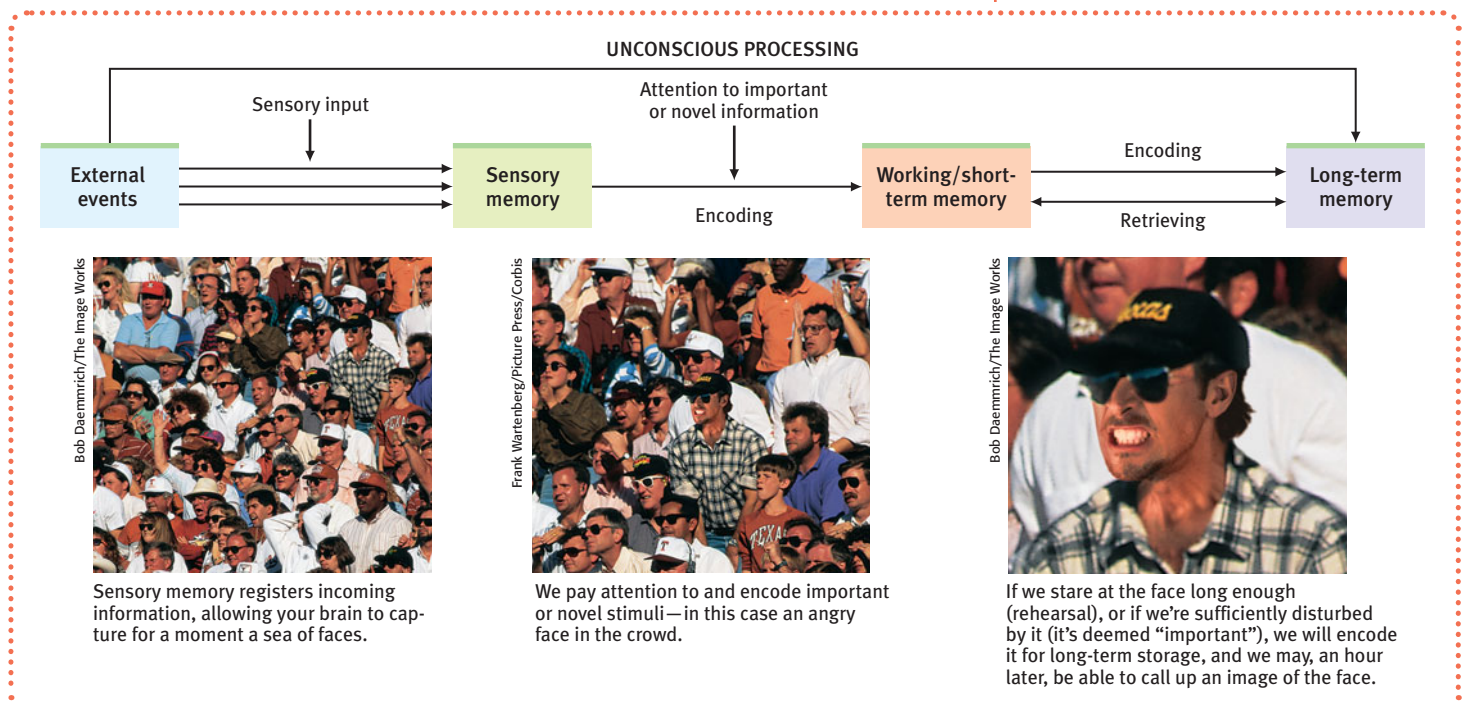 UNCONSCIOUS PROCESSING
Sensory input
Attention to important
or novel information
External
events
Sensory
memory
Encoding
Working/short-
term memory
Encoding
Retrieving
Long-term
memory
Bob Daemmrich/The Image Works
Frank Wartenberg/Picture Press/Corbis
TEXAS
T
Bob Daemmrich/The Image Works
Sensory memory registers incoming
information, allowing your brain to cap-
ture for a moment a sea of faces.
We pay attention to and encode important
or novel stimuli—in this case an angry
face in the crowd.
If we stare at the face long enough
(rehearsal), or if we're sufficiently disturbed
by it (it's deemed “important”), we will encode
it for long-term storage, and we may, an hour
later, be able to call up an image of the face.